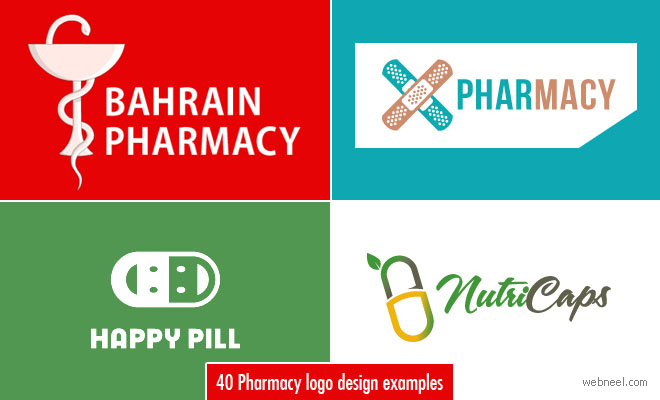 BAHRAIN
PHARMACY
PHARMACY
HAPPY PILL
NutriCaps
40 Pharmacy logo design examples
webneel.com